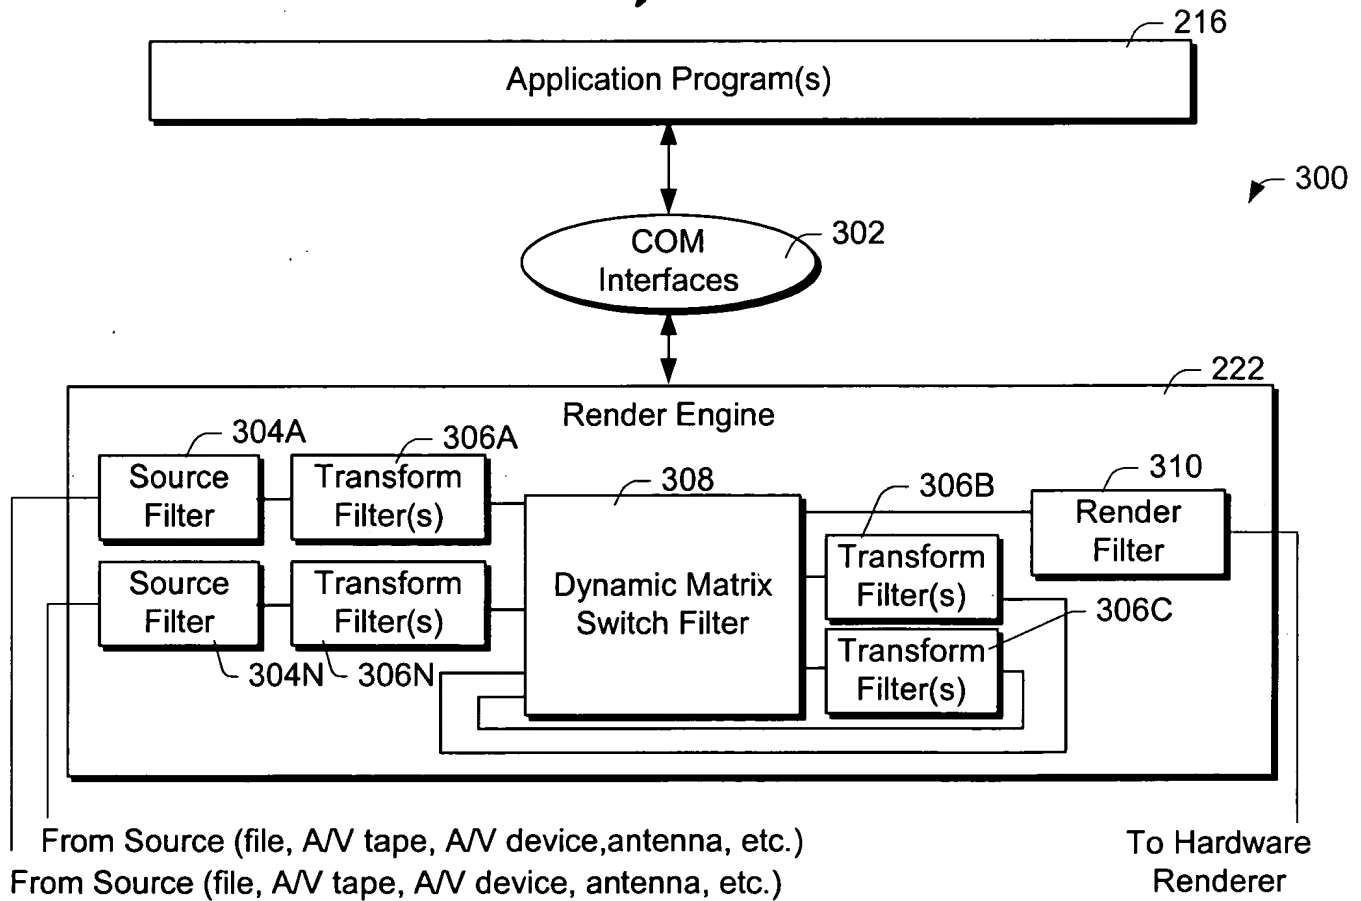 216
Application Program(s)
300
COM
Interfaces
302
222
Render Engine
304A
306A
Source
Filter
Transform
Filter(s)
308
306B
310
Render
Filter
Source
Filter
Transform
Filter(s)
Dynamic Matrix
Switch Filter
Transform
Filter(s)
306C
304N
306N
Transform
Filter(s)
From Source (file, A/V tape, A/V device,antenna, etc.)
From Source (file, A/V tape, A/V device, antenna, etc.)
To Hardware
Renderer